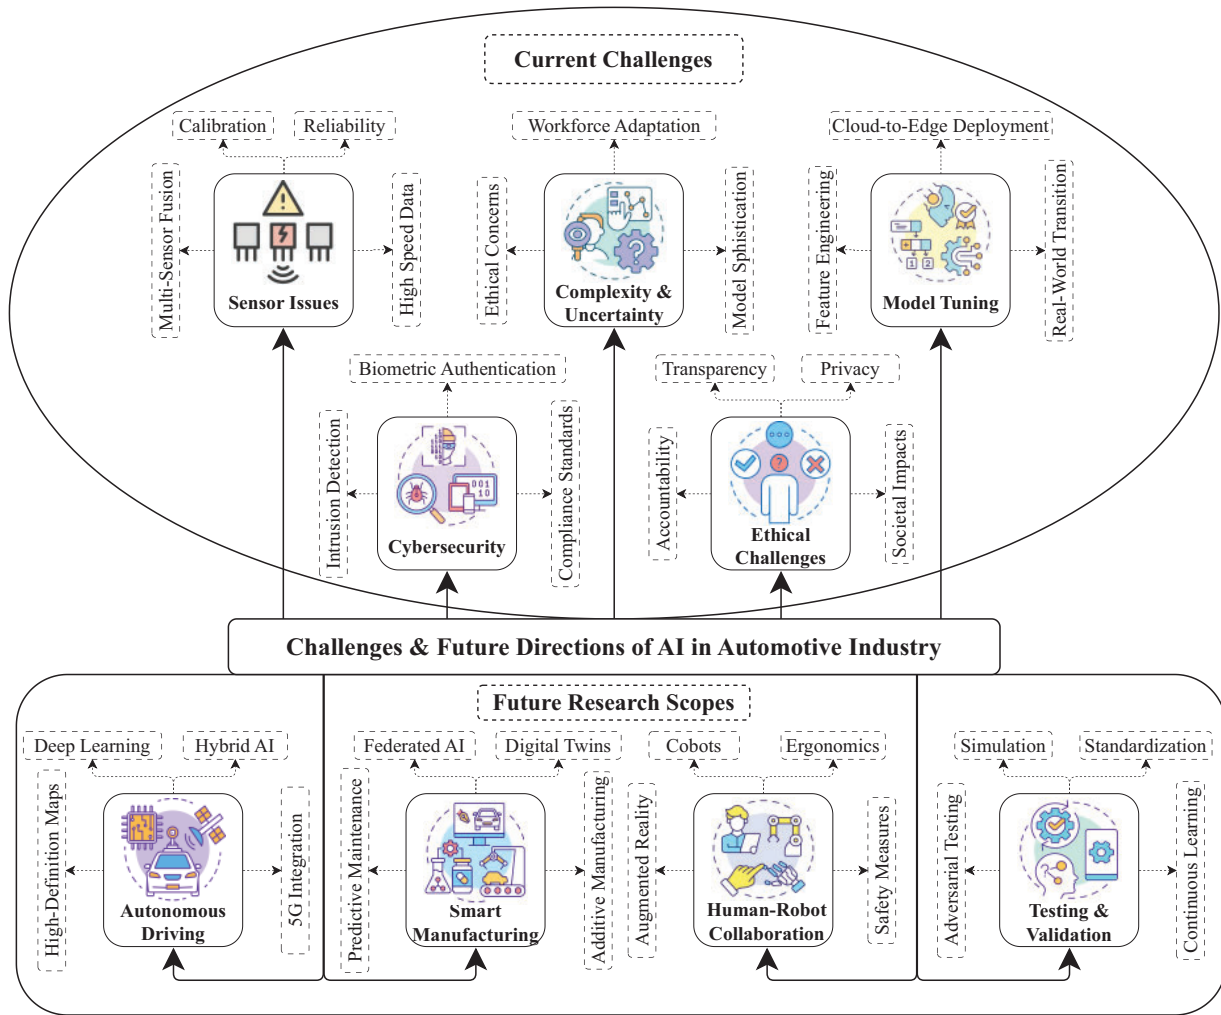 Current Challenges
Calibration
Reliability
Multi-Sensor Fusion
High Speed Data
Sensor Issues
Workforce Adaptation
Ethical Concerns
Model Sphistication
Complexity &
Uncertainty
Cloud-to-Edge Deployment
Feature Engineering
Real-World Transition
1 2
Model Tuning
Biometric Authentication
Intrusion Detection
Compliance Standards
001
10
Cybersecurity
Transparency
Privacy
Accountability
Societal Impacts
Ethical
Challenges
Challenges & Future Directions of AI in Automotive Industry
Future Research Scopes
Deep Learning
Hybrid AI
High-Definition Maps
5G Integration
Autonomous
Driving
Federated AI
Digital Twins
Predictive Maintenance
Additive Manufacturing
Smart
Manufacturing
Cobots
Ergonomics
Augmented Reality
Safety Measures
Human-Robot
Collaboration
Simulation
Standardization
Adversarial Testing
Continuous Learning
Testing &
Validation